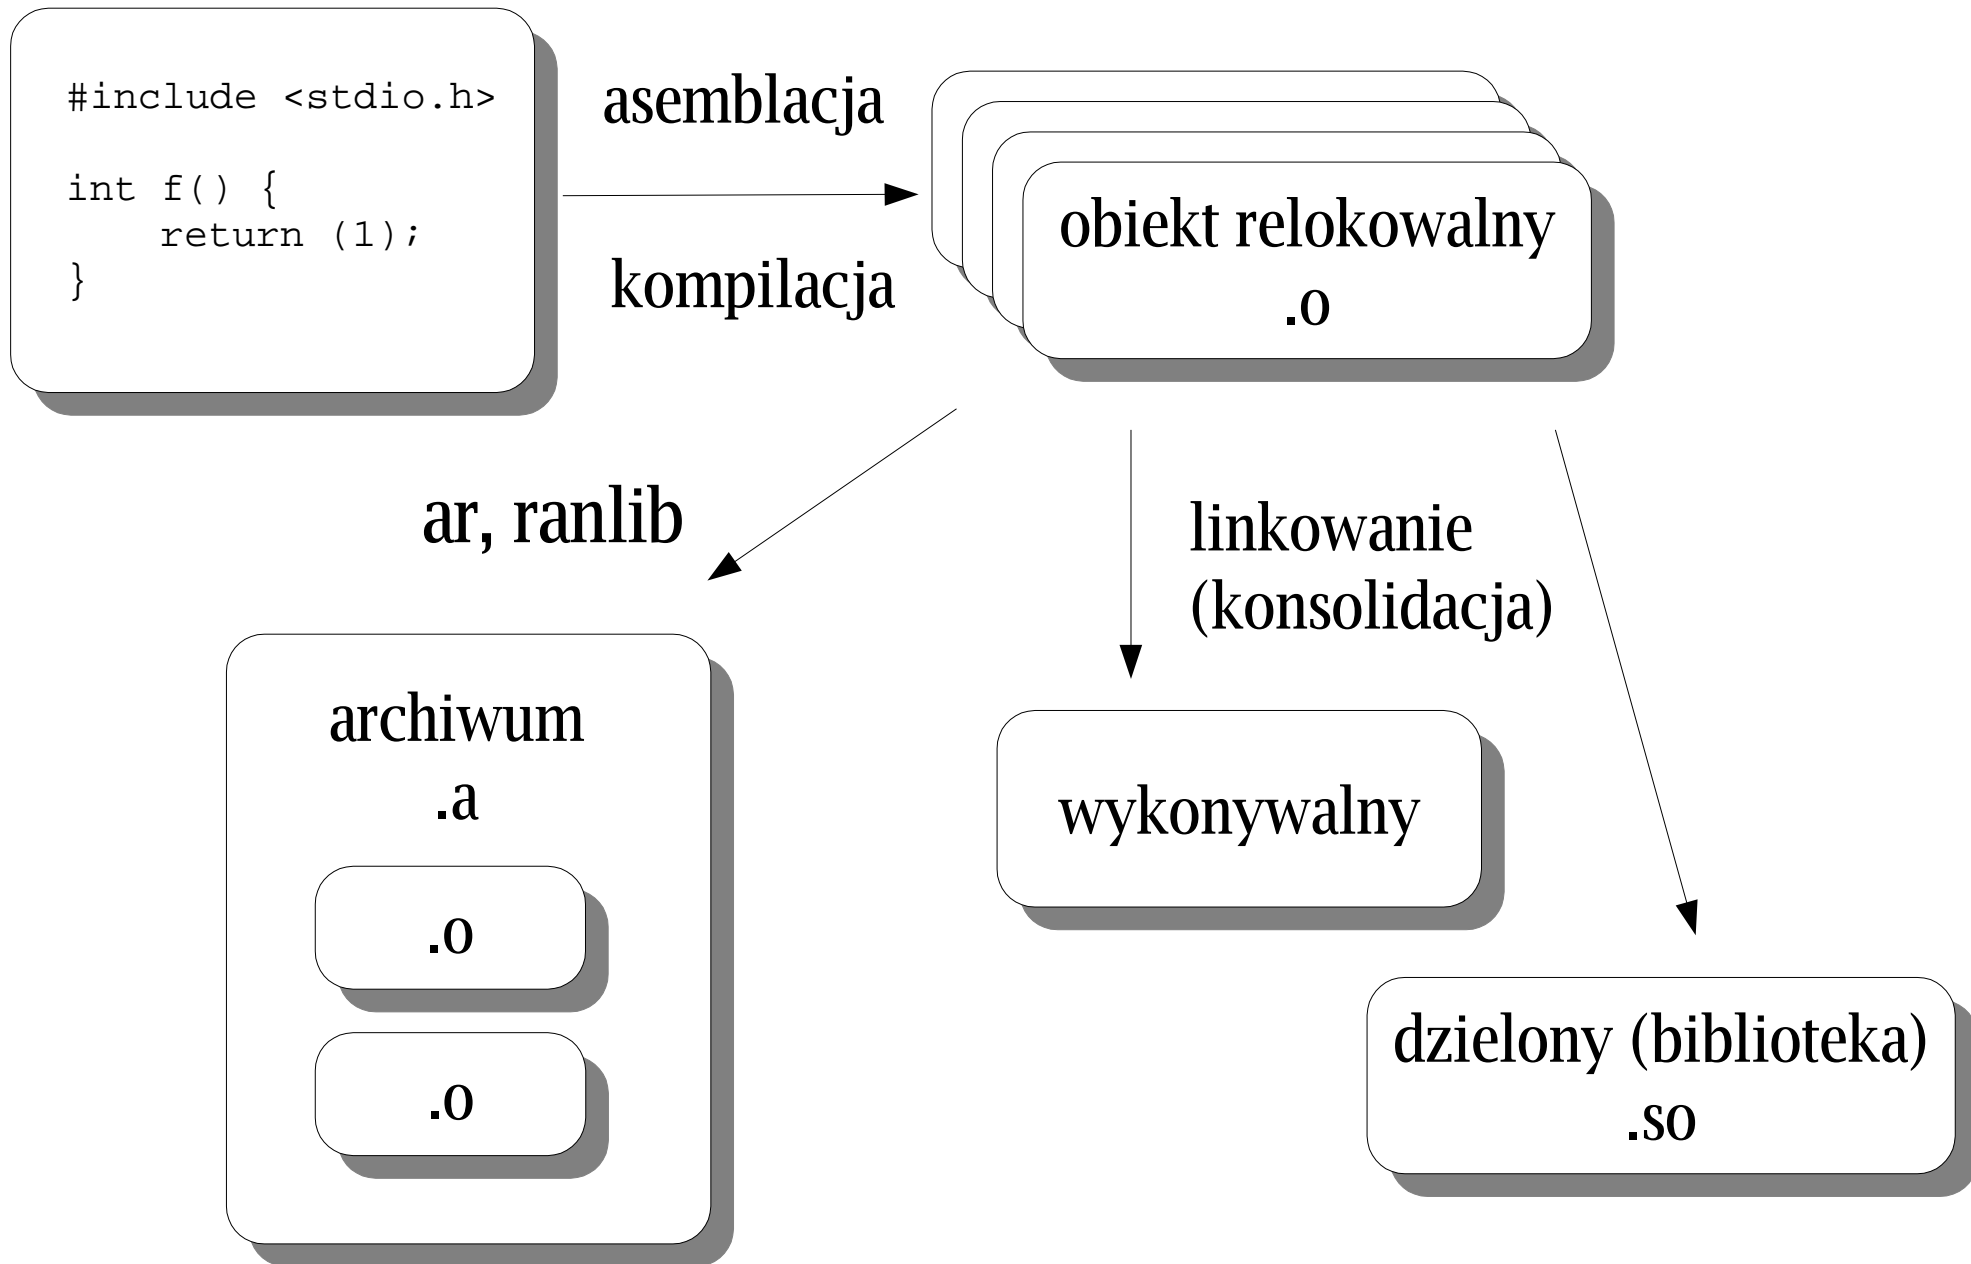 #include <stdio.h>
int f() {
return (1);
}
asemblacja
kompilacja
obiekt relokowalny
.o
ar, ranlib
linkowanie
(konsolidacja)
archiwum
.a
.o
.o
wykonywalny
dzielony (biblioteka)
.so